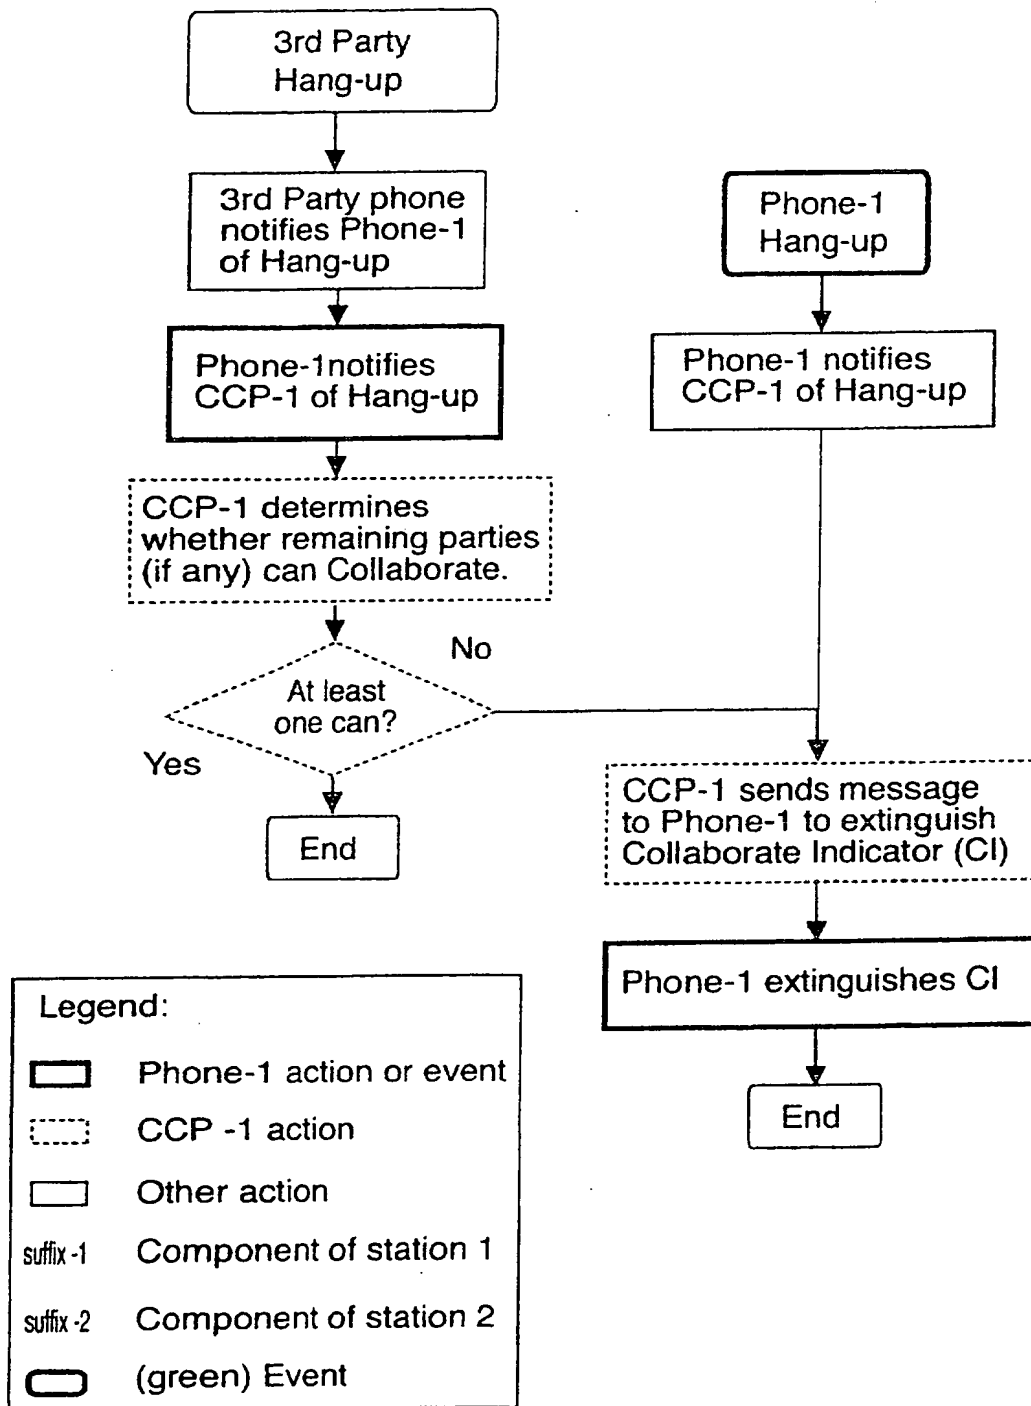 3rd Party
Hang-up
3rd Party phone
notifies Phone-1
of Hang-up
Phone-1notifies
CCP-1 of Hang-up
CCP-1 determines
whether remaining parties
(if any) can Collaborate.
No
At least
one can?
Yes
End
Phone-1
Hang-up
Phone-1 notifies
CCP-1 of Hang-up
CCP-1 sends message
to Phone-1 to extinguish
Collaborate Indicator (CI)
Phone-1 extinguishes CI
End
Legend:
Phone-1 action or event
CCP -1 action
Other action
suffix -1 Component of station 1
suffix -2 Component of station 2
(green) Event